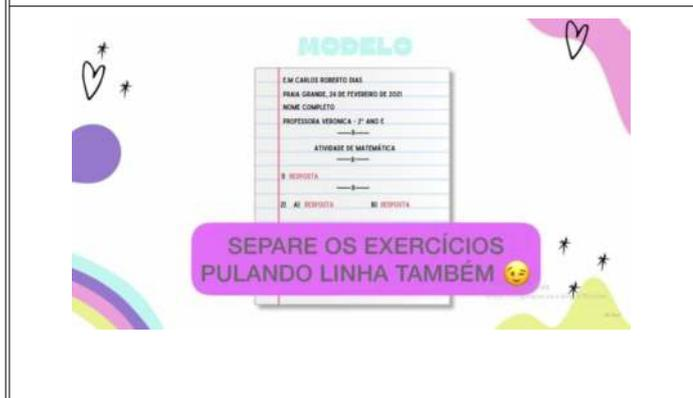 MODELO
E.M CARLOS ROBERTO DIAS
PRAIA GRANDE, 24 DE FEVEREIRO DE 2021
NOME COMPLETO
PROFESSORA VERONICA - 2º ANO E
ATIVIDADE DE MATEMÁTICA
1) RESPOSTA
2) A) RESPOSTA B) RESPOSTA
SEPARE OS EXERCÍCIOS
PULANDO LINHA TAMBÉM 😉